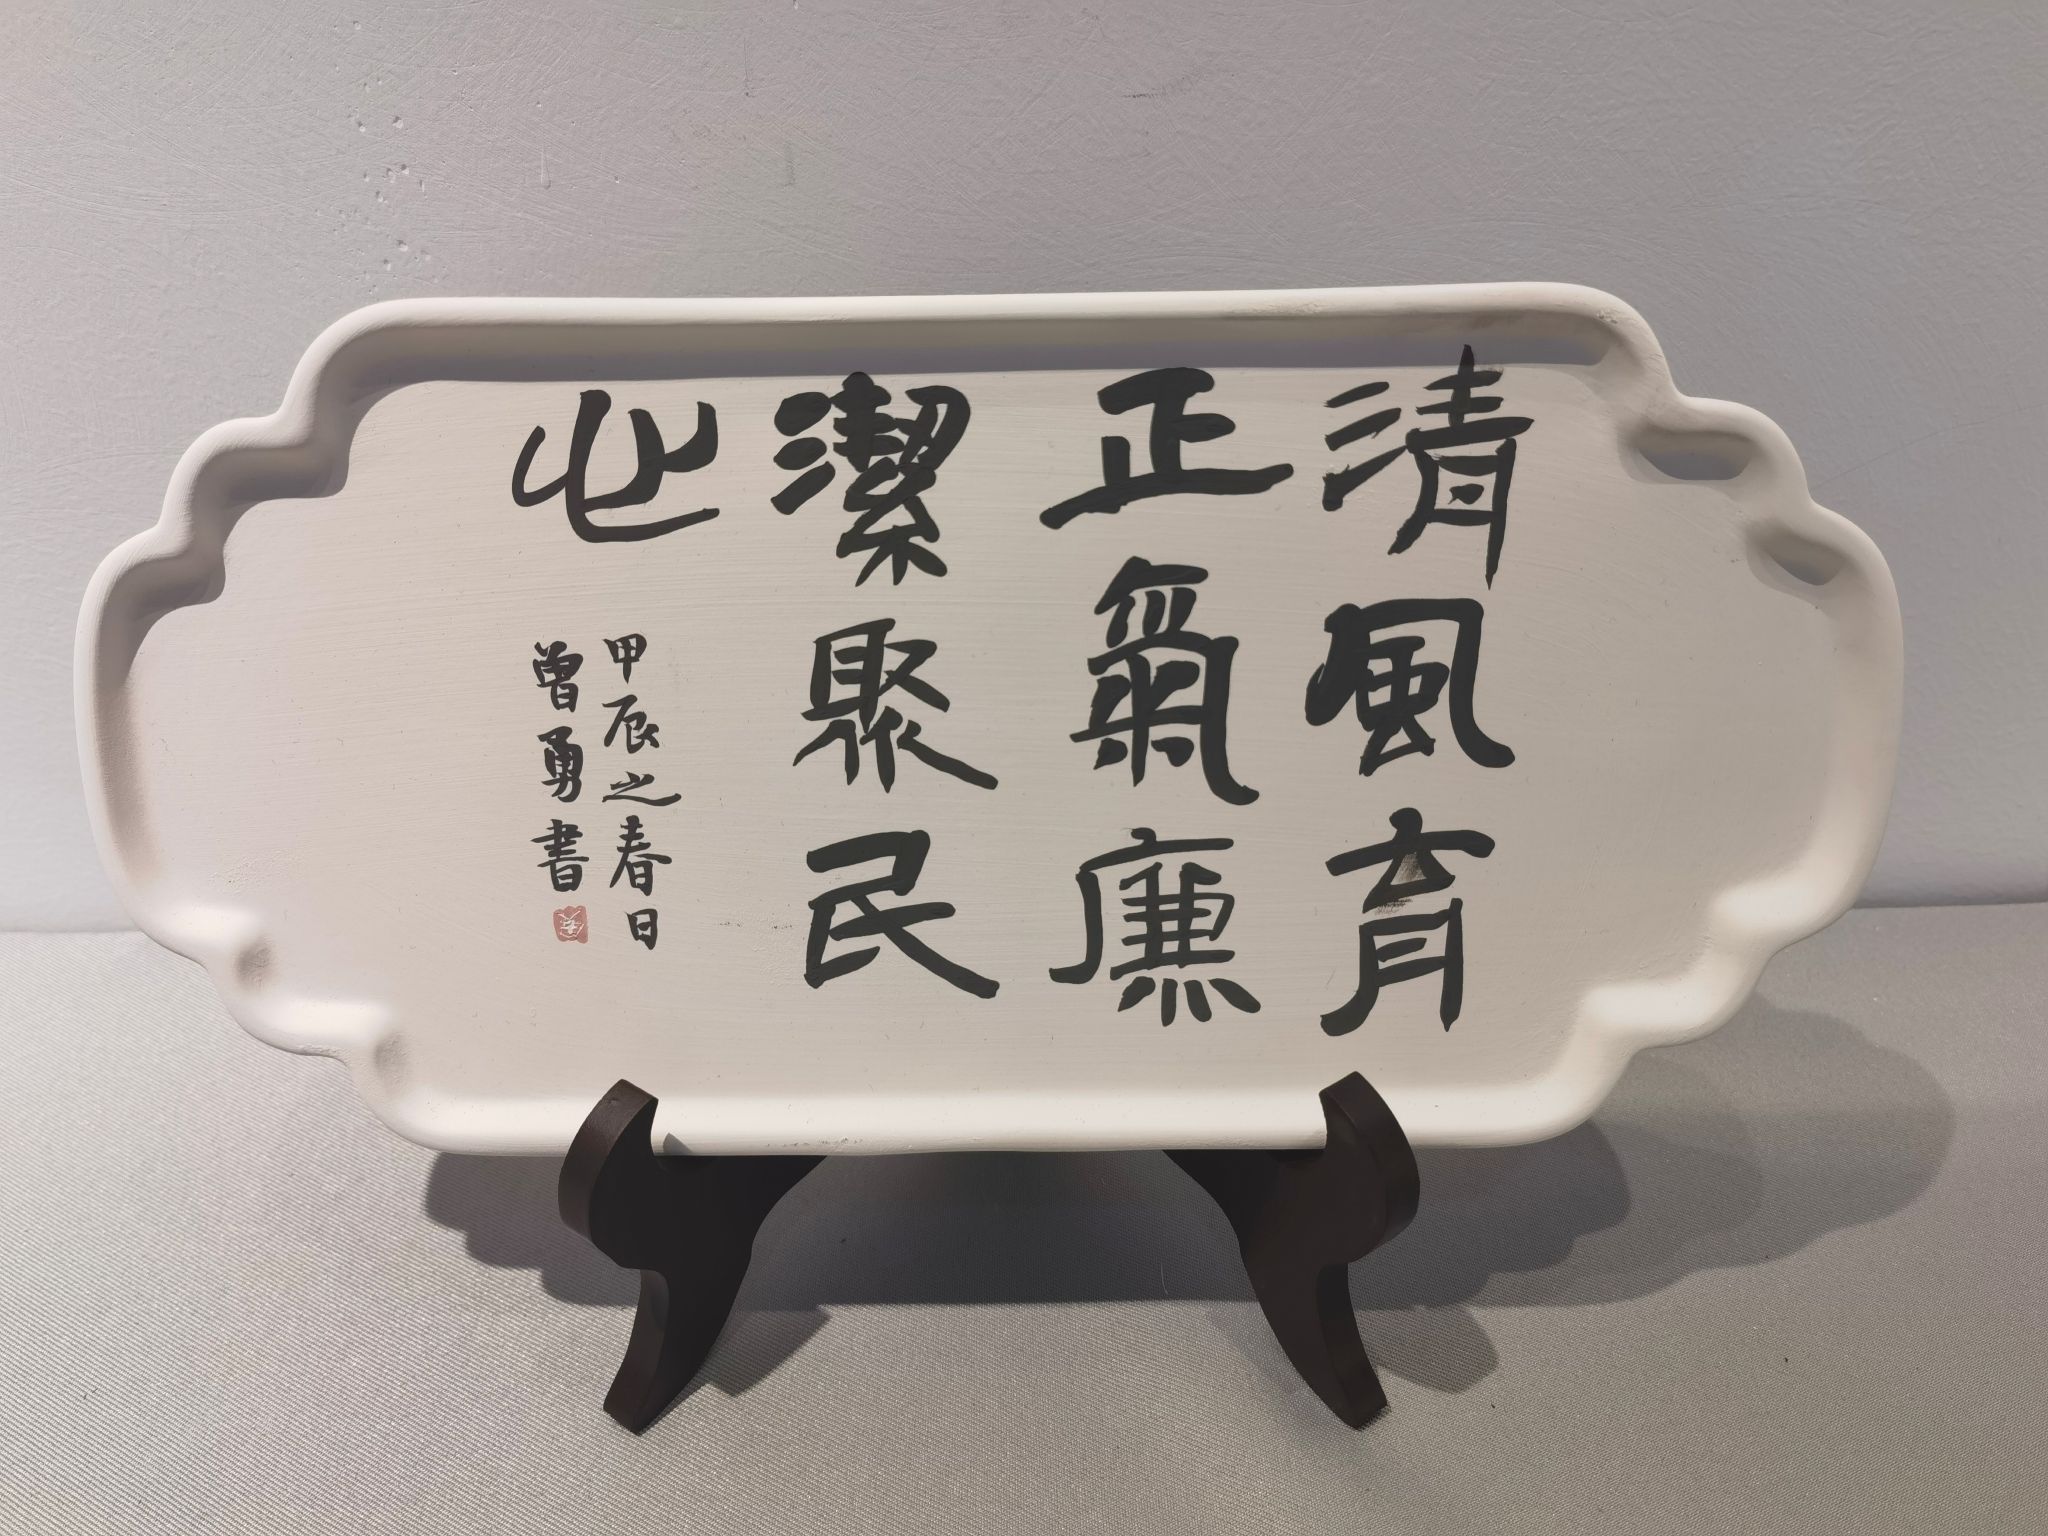 清風育
正氣廉
潔聚民
心
甲辰之春日
曾勇書